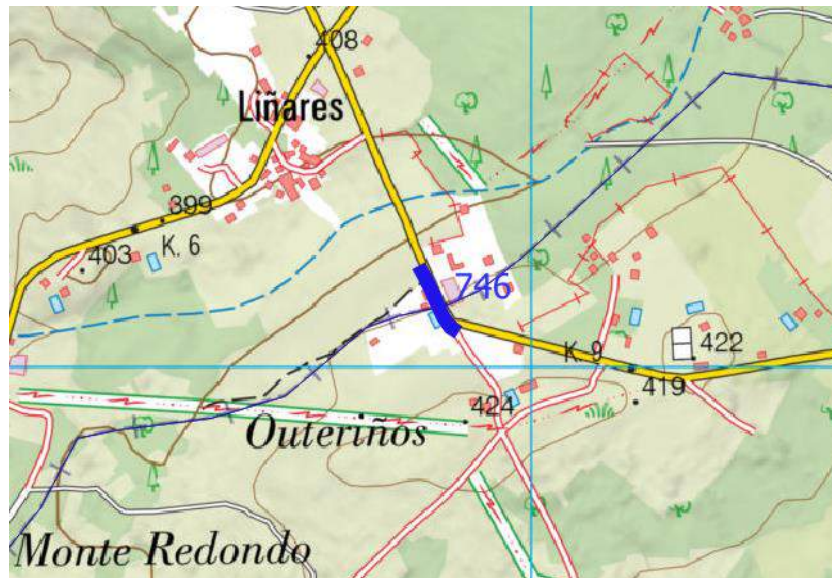 408
Liñares
399
K. 6
403
746
K. 9
422
419
424
Outeriños
Monte Redondo